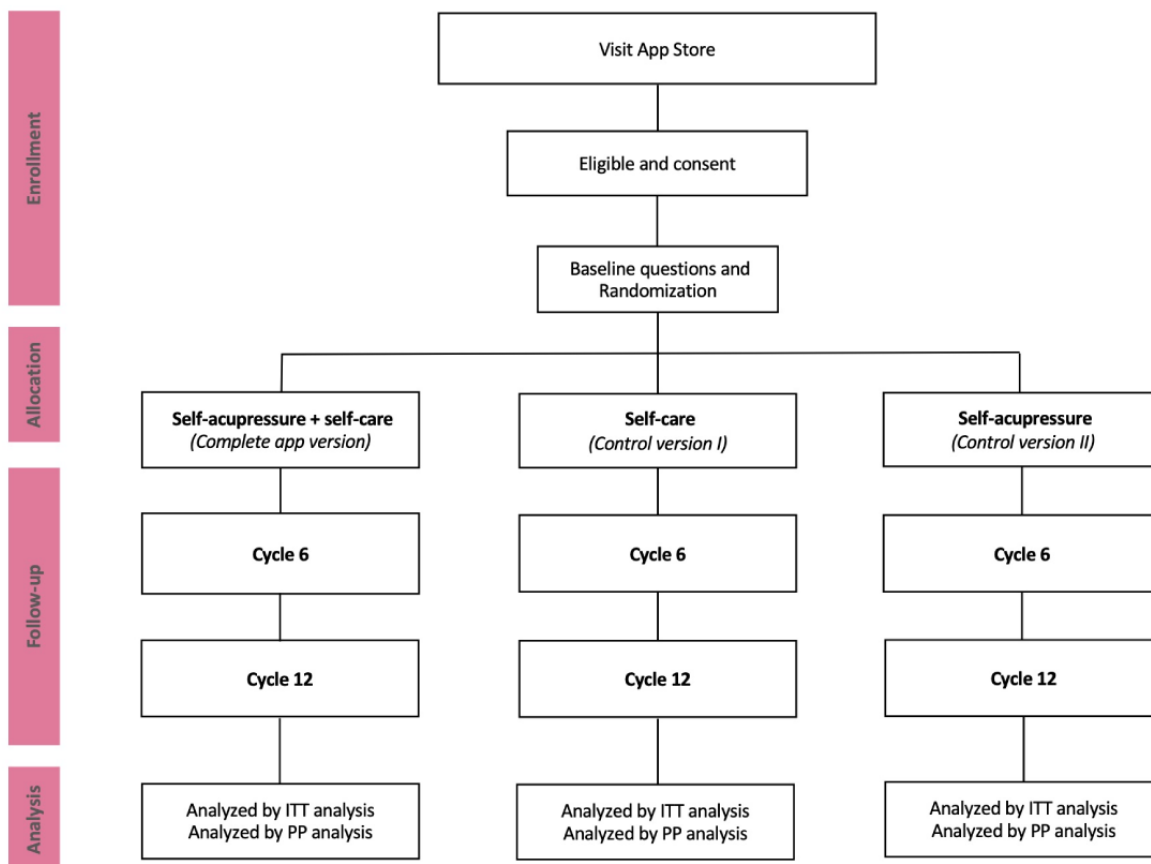 Enrollment
Visit App Store
Eligible and consent
Baseline questions and
Randomization
Allocation
Self-acupressure + self-care
(Complete app version)
Self-care
(Control version I)
Self-acupressure
(Control version II)
Follow-up
Cycle 6
Cycle 6
Cycle 6
Cycle 12
Cycle 12
Cycle 12
Analysis
Analyzed by ITT analysis
Analyzed by PP analysis
Analyzed by ITT analysis
Analyzed by PP analysis
Analyzed by ITT analysis
Analyzed by PP analysis